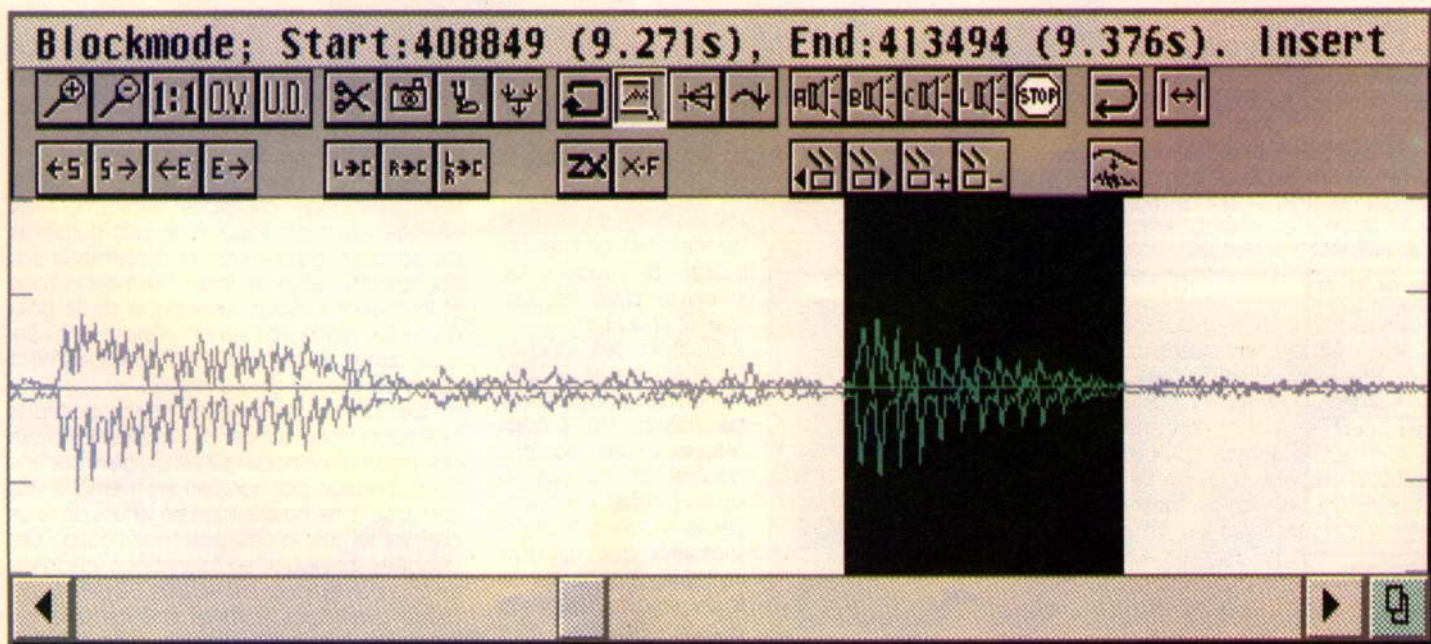 Blockmode; Start:408849 (9.271s), End:413494 (9.376s). Insert
1:1 O.V. U.D. A B C L STOP
←S S→ ←E E→ L→C R→C L R→C ZX X-F + -